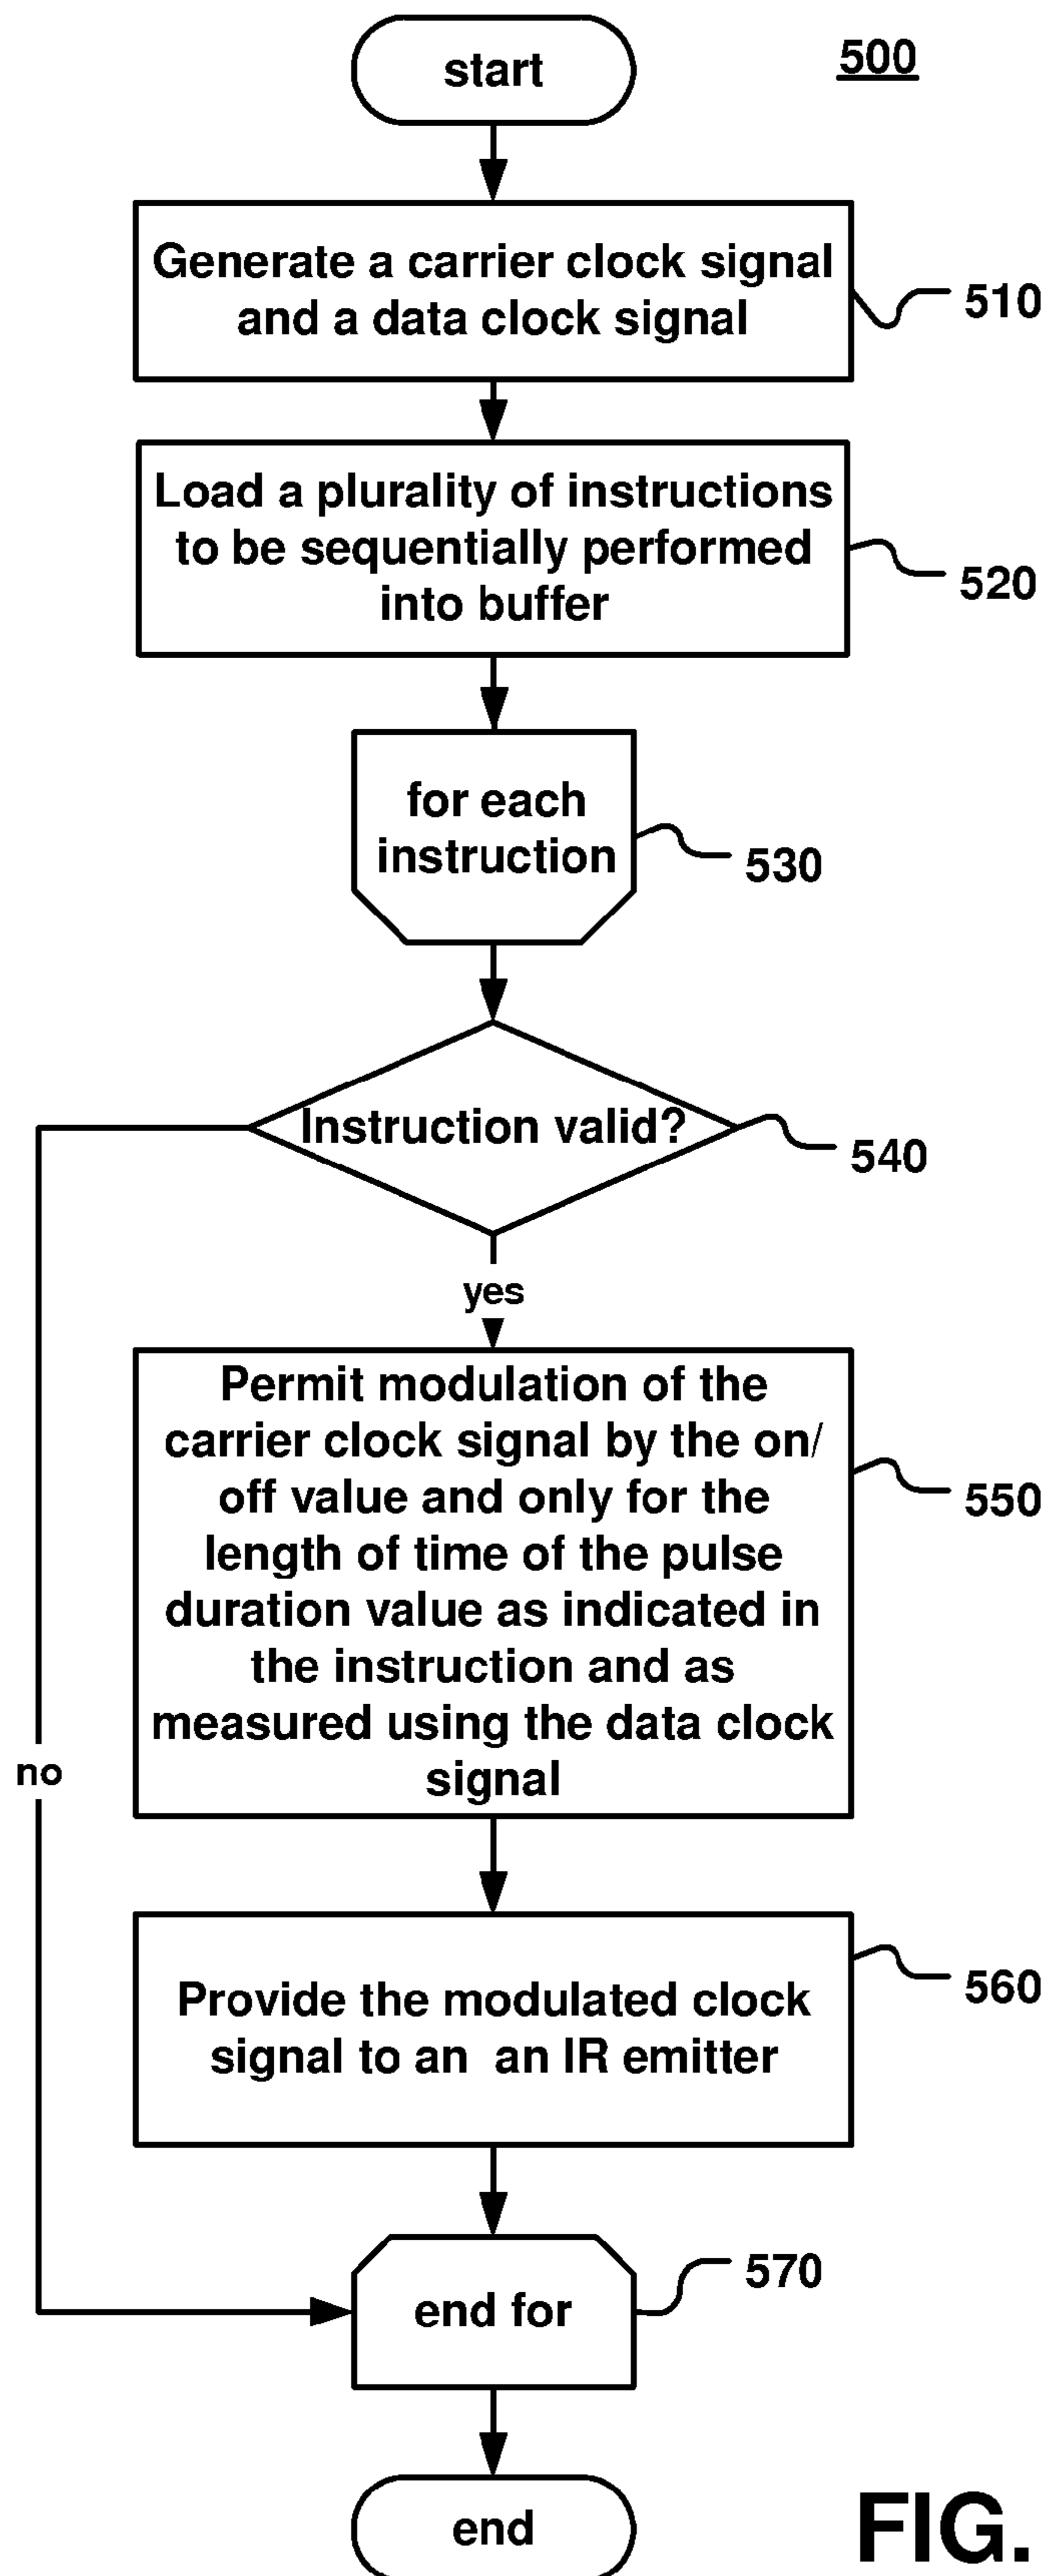 start
500
Generate a carrier clock signal
and a data clock signal
510
Load a plurality of instructions
to be sequentially performed
into buffer
520
for each
instruction
530
Instruction valid?
540
yes
Permit modulation of the
carrier clock signal by the on/
off value and only for the
length of time of the pulse
duration value as indicated in
the instruction and as
measured using the data clock
signal
550
no
Provide the modulated clock
signal to an  an IR emitter
560
end for
570
end
FIG.